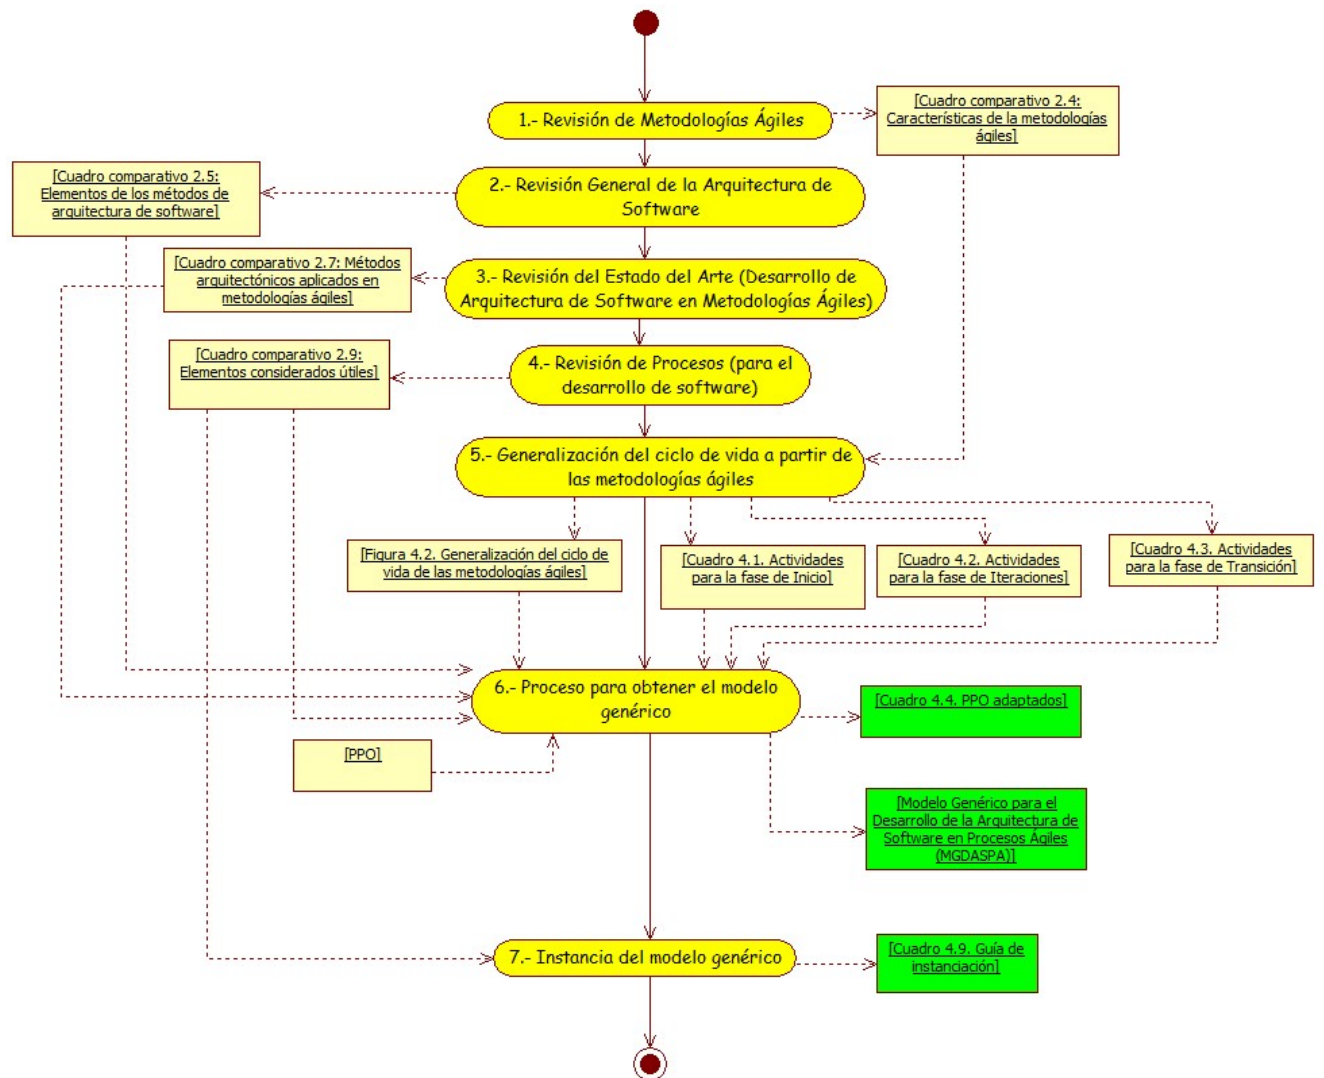 1.- Revisión de Metodologías Ágiles
[Cuadro comparativo 2.4:
Características de la metodologías
ágiles]
[Cuadro comparativo 2.5:
Elementos de los métodos de
arquitectura de software]
2.- Revisión General de la Arquitectura de
Software
[Cuadro comparativo 2.7: Métodos
arquitectónicos aplicados en
metodologías ágiles]
3.- Revisión del Estado del Arte (Desarrollo de
Arquitectura de Software en Metodologías Ágiles)
[Cuadro comparativo 2.9:
Elementos considerados útiles]
4.- Revisión de Procesos (para el
desarrollo de software)
5.- Generalización del ciclo de vida a partir de
las metodologías ágiles
[Figura 4.2. Generalización del ciclo de
vida de las metodologías ágiles]
[Cuadro 4.1. Actividades
para la fase de Inicio]
[Cuadro 4.2. Actividades
para la fase de Iteraciones]
[Cuadro 4.3. Actividades
para la fase de Transición]
6.- Proceso para obtener el modelo
genérico
[Cuadro 4.4. PPO adaptados]
[PPO]
[Modelo Genérico para el
Desarrollo de la Arquitectura de
Software en Procesos Ágiles
(MGDASPA)]
7.- Instancia del modelo genérico
[Cuadro 4.9. Guía de
instanciación]